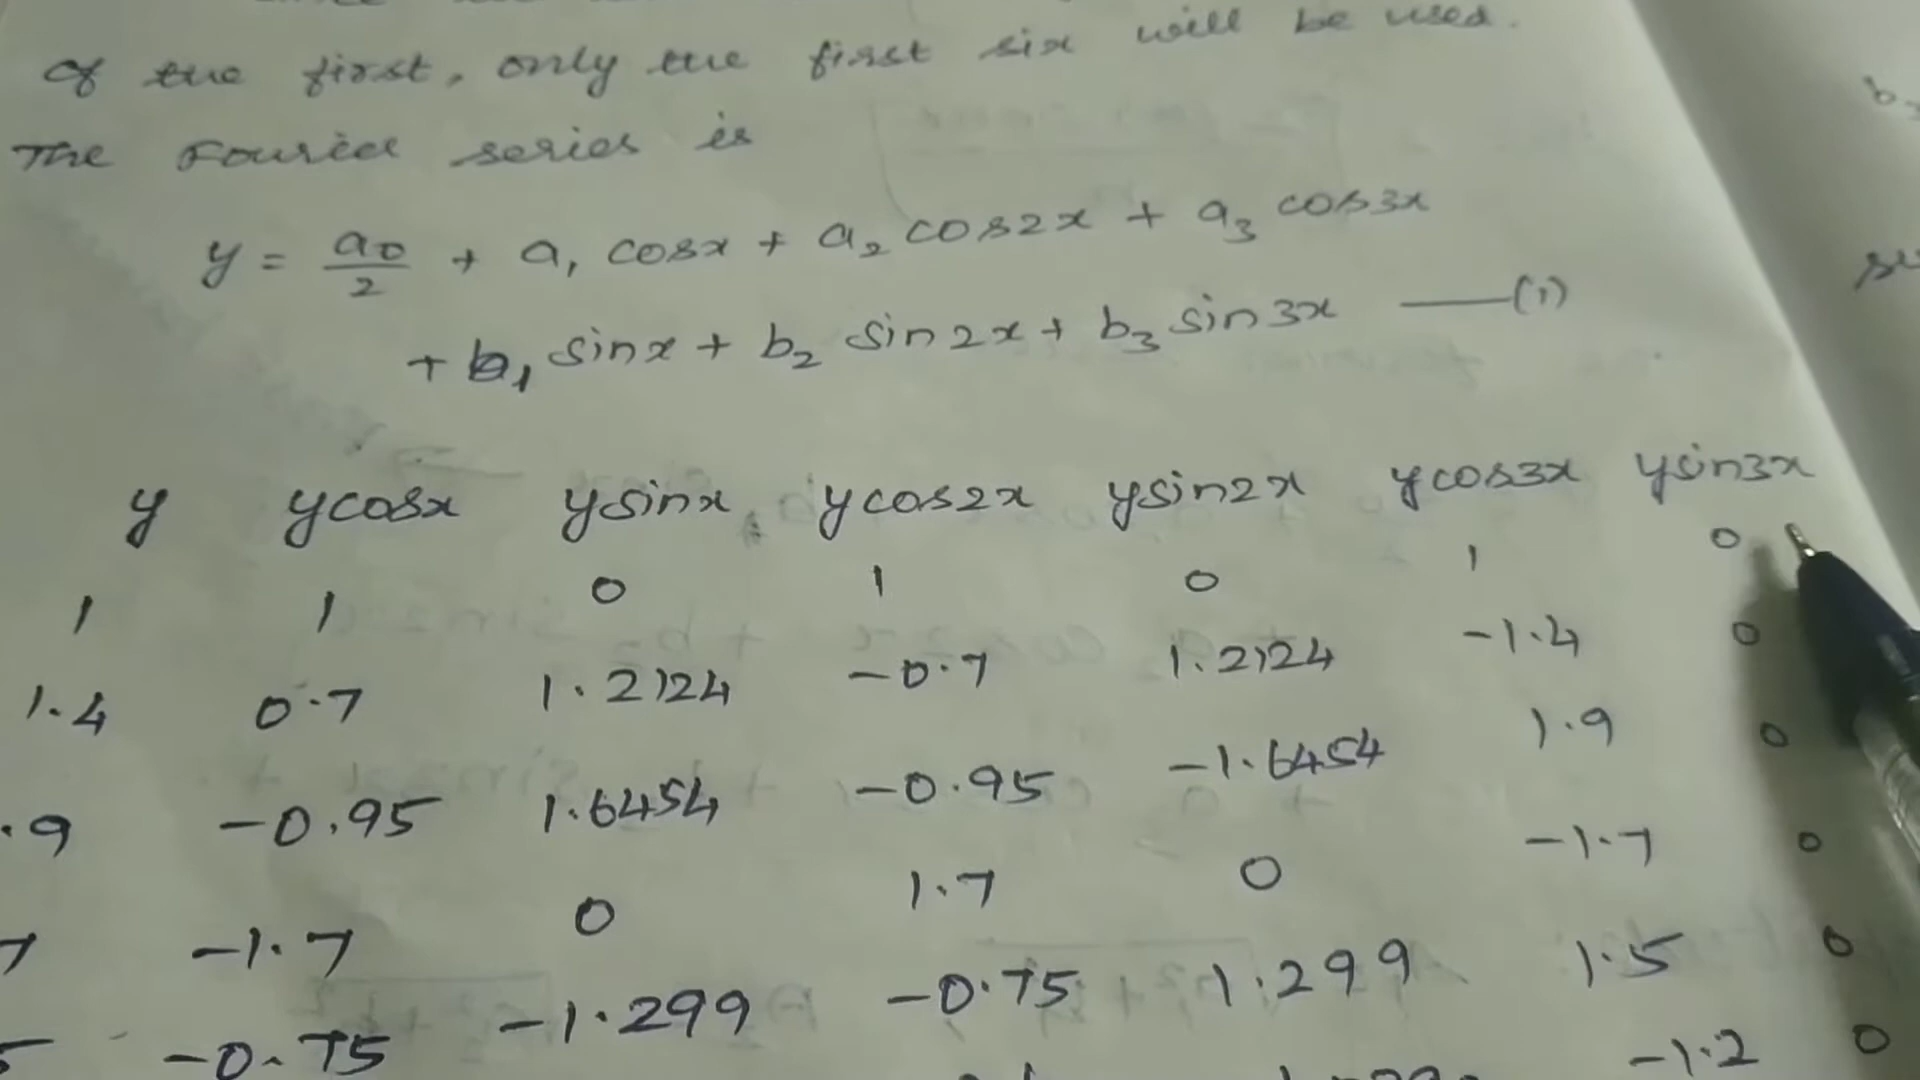 of the first, only the first six will be used.
The Fourier series is
y = a0/2 + a1 cosx + a2 cos2x + a3 cos3x
+ b1 sinx + b2 sin2x + b3 sin3x —(1)
y ycosx ysinx ycos2x ysin2x ycos3x ysin3x
1 1 0 1 0 1 0
1.4 0.7 1.2124 -0.7 1.2124 -1.4 0
.9 -0.95 1.6454 -0.95 -1.6454 1.9 0
7 -1.7 0 1.7 0 -1.7 0
5 -0.75 -1.299 -0.75 1.299 1.5 0
-1.2 0